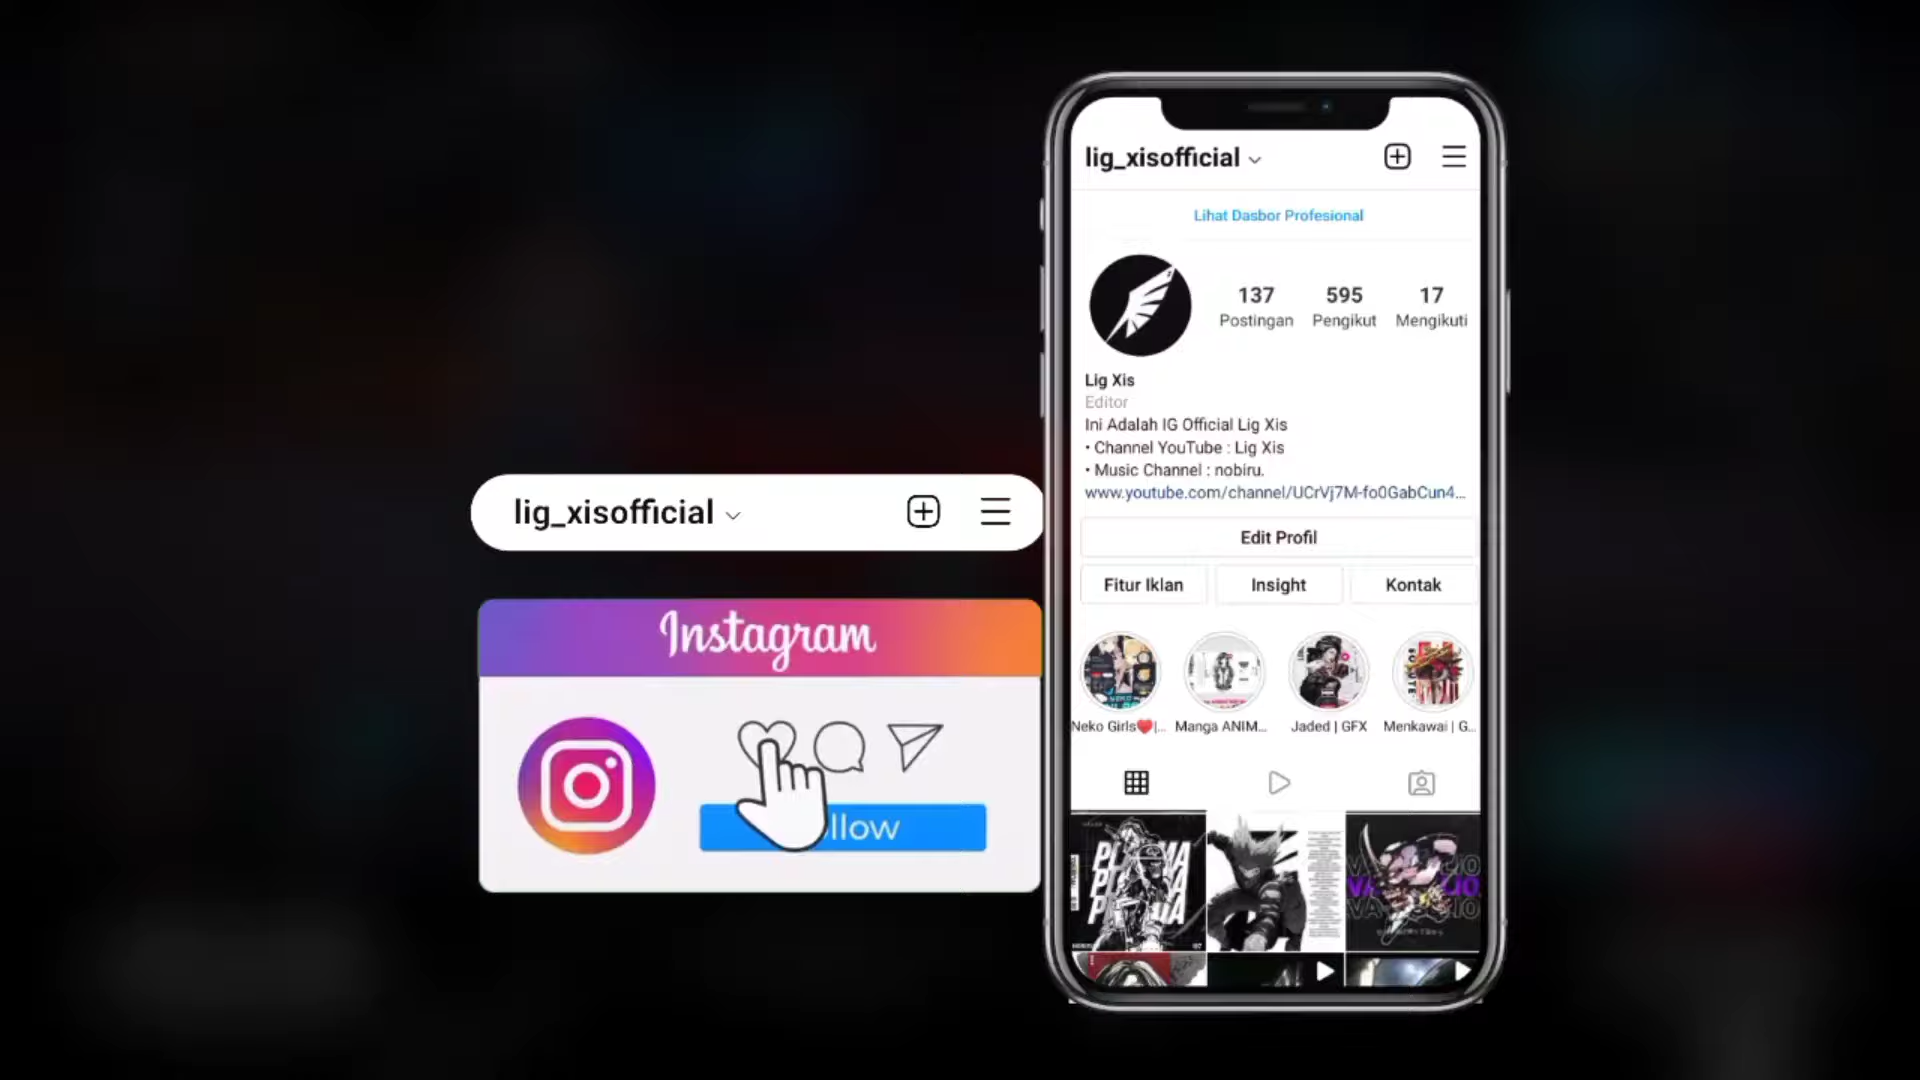 lig_xisofficial
Instagram
llow
lig_xisofficial
Lihat Dasbor Profesional
137 595 17
Postingan Pengikut Mengikuti
Lig Xis
Editor
Ini Adalah IG Official Lig Xis
• Channel YouTube : Lig Xis
• Music Channel : nobiru.
www.youtube.com/channel/UCrVj7M-fo0GabCun4...
Edit Profil
Fitur Iklan Insight Kontak
Neko Girls❤️|... Manga ANIM... Jaded | GFX Menkawai | G...